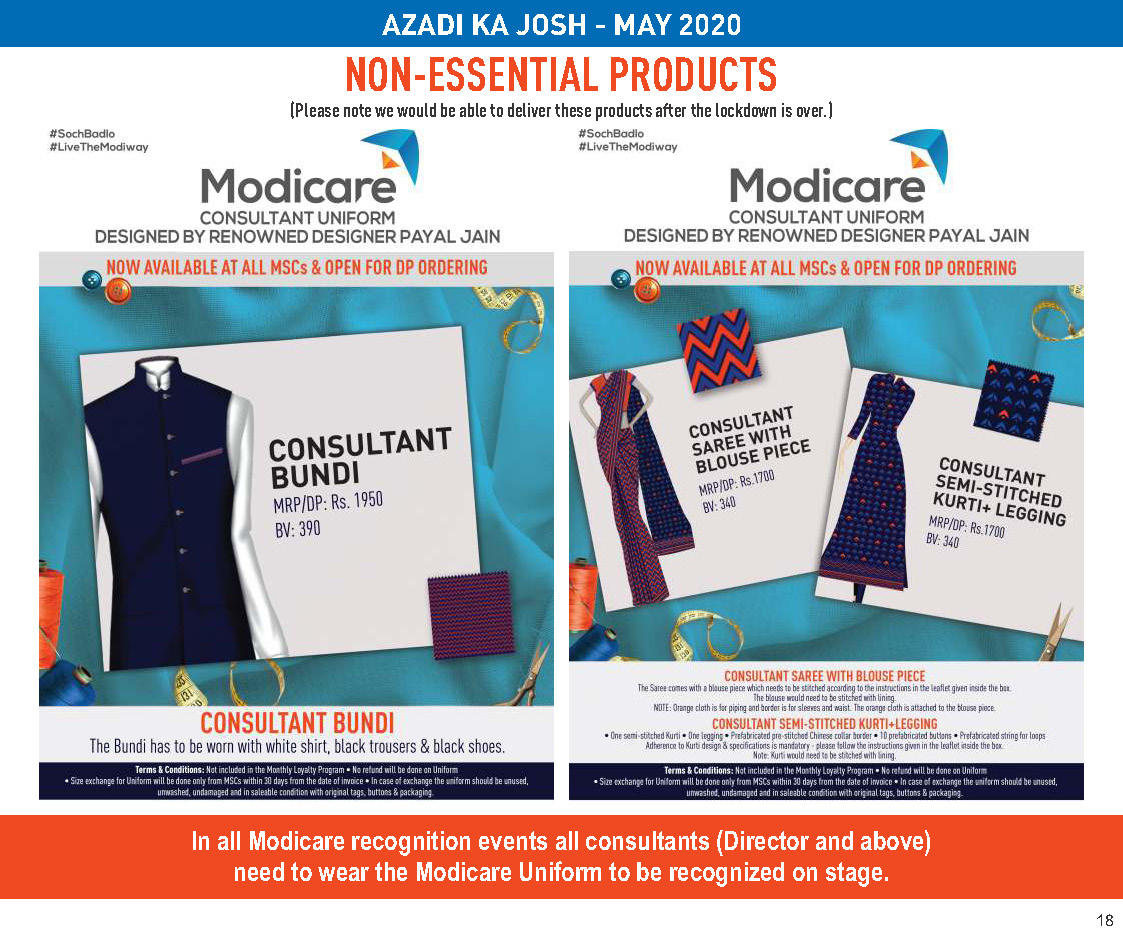 AZADI KA JOSH - MAY 2020
NON-ESSENTIAL PRODUCTS
(Please note we would be able to deliver these products after the lockdown is over.)
#SochBadlo
#LiveTheModiway
Modicare
CONSULTANT UNIFORM
DESIGNED BY RENOWNED DESIGNER PAYAL JAIN
NOW AVAILABLE AT ALL MSCs & OPEN FOR DP ORDERING
CONSULTANT
BUNDI
MRP/DP: Rs. 1950
BV: 390
CONSULTANT BUNDI
The Bundi has to be worn with white shirt, black trousers & black shoes.
Terms & Conditions: Not included in the Monthly Loyalty Program • No refund will be done on Uniform
• Size exchange for Uniform will be done only from MSCs within 30 days from the date of invoice • In case of exchange the uniform should be unused,
unwashed, undamaged and in saleable condition with original tags, buttons & packaging.
#SochBadlo
#LiveTheModiway
Modicare
CONSULTANT UNIFORM
DESIGNED BY RENOWNED DESIGNER PAYAL JAIN
NOW AVAILABLE AT ALL MSCs & OPEN FOR DP ORDERING
CONSULTANT
SAREE WITH
BLOUSE PIECE
MRP/DP: Rs.1700
BV: 340
CONSULTANT
SEMI-STITCHED
KURTI+ LEGGING
MRP/DP: Rs.1700
BV: 340
CONSULTANT SAREE WITH BLOUSE PIECE
The Saree comes with a blouse piece which needs to be stitched according to the instructions in the leaflet given inside the box.
The blouse would need to be stitched with lining.
NOTE: Orange cloth is for piping and border is for sleeves and waist. The orange cloth is attached to the blouse piece.
CONSULTANT SEMI-STITCHED KURTI+LEGGING
• One semi-stitched Kurti • One legging • Prefabricated pre-stitched Chinese collar border • 10 prefabricated buttons • Prefabricated string for loops
Adherence to Kurti design & specifications is mandatory - please follow the instructions given in the leaflet inside the box.
Note: Kurti would need to be stitched with lining.
Terms & Conditions: Not included in the Monthly Loyalty Program • No refund will be done on Uniform
• Size exchange for Uniform will be done only from MSCs within 30 days from the date of invoice • In case of exchange the uniform should be unused,
unwashed, undamaged and in saleable condition with original tags, buttons & packaging.
In all Modicare recognition events all consultants (Director and above)
need to wear the Modicare Uniform to be recognized on stage.
18